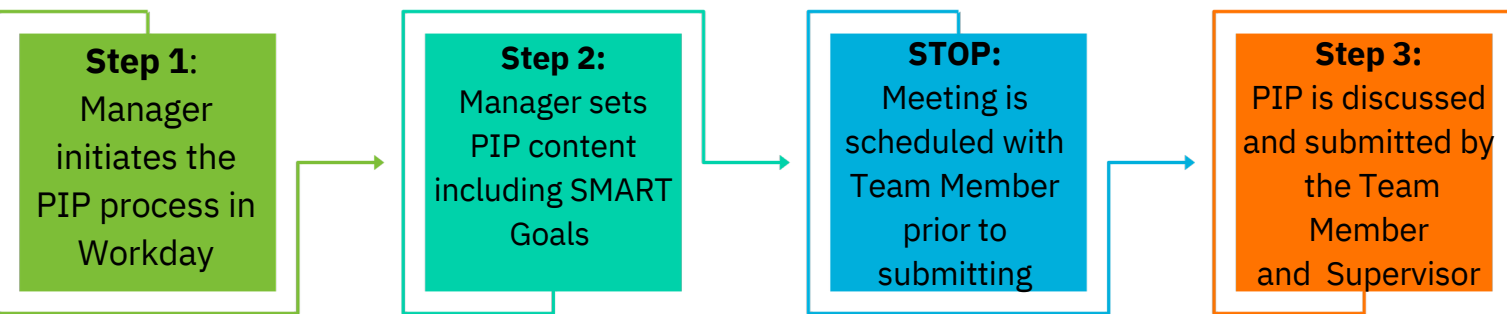 Step 1:
Manager
initiates the
PIP process in
Workday
Step 2:
Manager sets
PIP content
including SMART
Goals
STOP:
Meeting is
scheduled with
Team Member
prior to
submitting
Step 3:
PIP is discussed
and submitted by
the Team
Member
and Supervisor